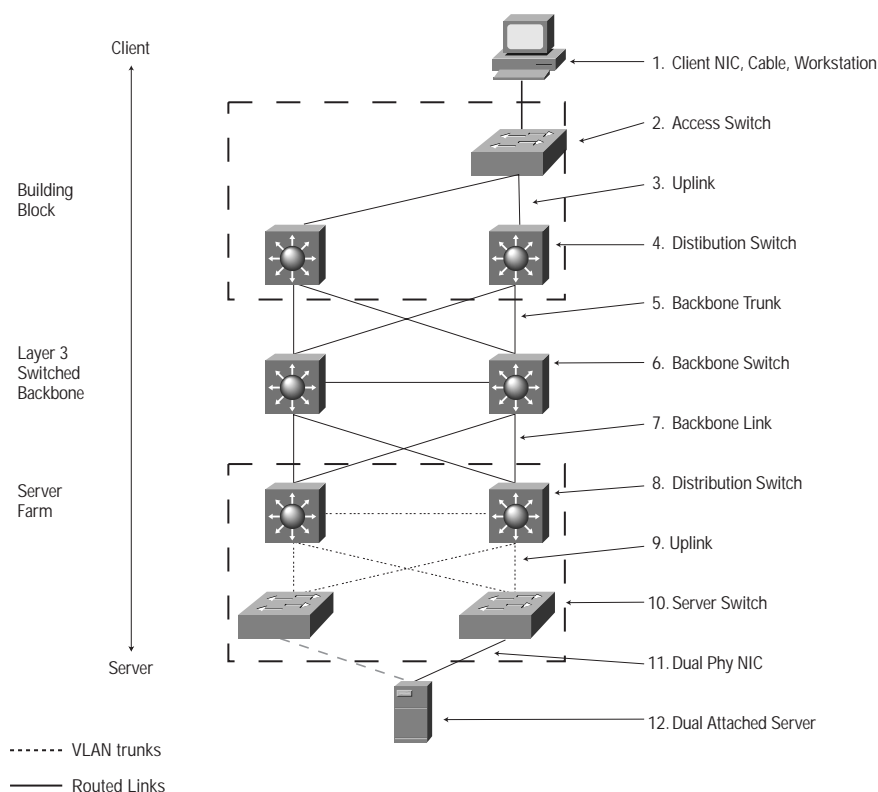 Client
1. Client NIC, Cable, Workstation
2. Access Switch
Building
Block
3. Uplink
4. Distibution Switch
5. Backbone Trunk
Layer 3
Switched
Backbone
6. Backbone Switch
7. Backbone Link
Server
Farm
8. Distribution Switch
9. Uplink
10. Server Switch
11. Dual Phy NIC
Server
12. Dual Attached Server
VLAN trunks
Routed Links